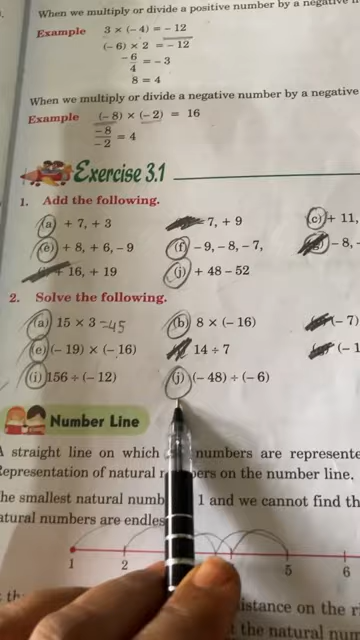 When we multiply or divide a positive number by a negative
Example 3 × (- 4) = - 12
(- 6) × 2 = - 12
-6/4 = - 3
8 = 4
When we multiply or divide a negative number by a negative
Example (- 8) × (- 2) = 16
-8/-2 = 4
Exercise 3.1
1. Add the following.
(a) + 7, + 3 7, + 9 (c) + 11,
(e) + 8, + 6, - 9 (f) - 9, - 8, - 7, - 8,
+ 16, + 19 (j) + 48 - 52
2. Solve the following.
(a) 15 × 3 =45 (b) 8 × (- 16) - 7)
(e) (- 19) × (- 16) 14 ÷ 7 (- 1
(i) 156 ÷ (- 12) (j) (- 48) ÷ (- 6)
Number Line
A straight line on which numbers are represente
Representation of natural bers on the number line.
he smallest natural numb 1 and we cannot find th
atural numbers are endles
1 2 5 6
istance on the ri
the natural num